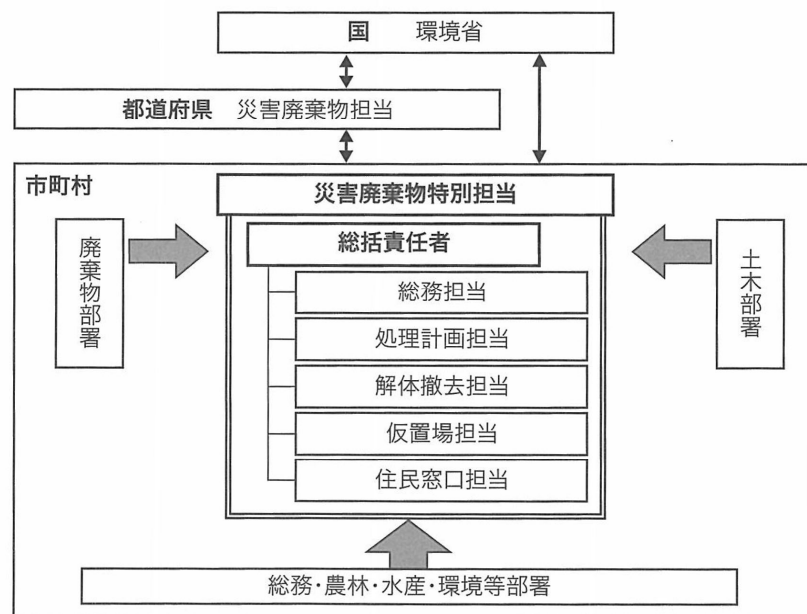 国 環境省
都道府県 災害廃棄物担当
市町村
災害廃棄物特別担当
廃棄物部署
総括責任者
土木部署
総務担当
処理計画担当
解体撤去担当
仮置場担当
住民窓口担当
総務・農林・水産・環境等部署